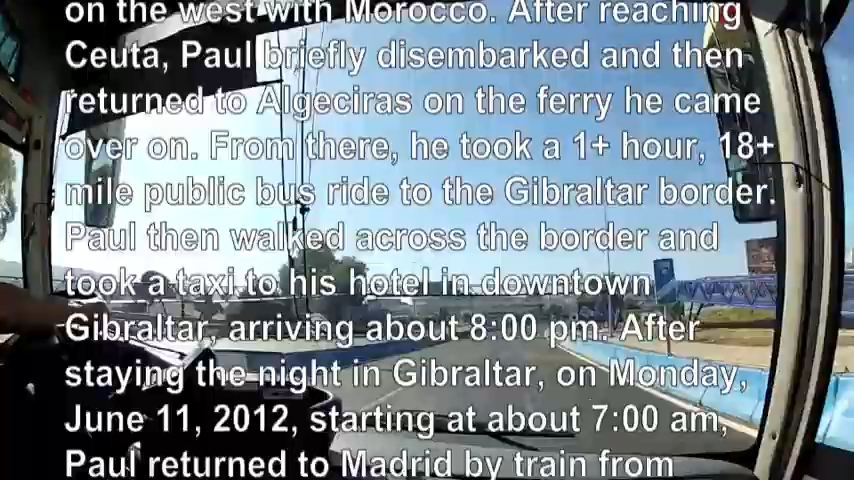 on the west with Morocco. After reaching
Ceuta, Paul briefly disembarked and then
returned to Algeciras on the ferry he came
over on. From there, he took a 1+ hour, 18+
mile public bus ride to the Gibraltar border.
Paul then walked across the border and
took a taxi to his hotel in downtown
Gibraltar, arriving about 8:00 pm. After
staying the night in Gibraltar, on Monday,
June 11, 2012, starting at about 7:00 am,
Paul returned to Madrid by train from